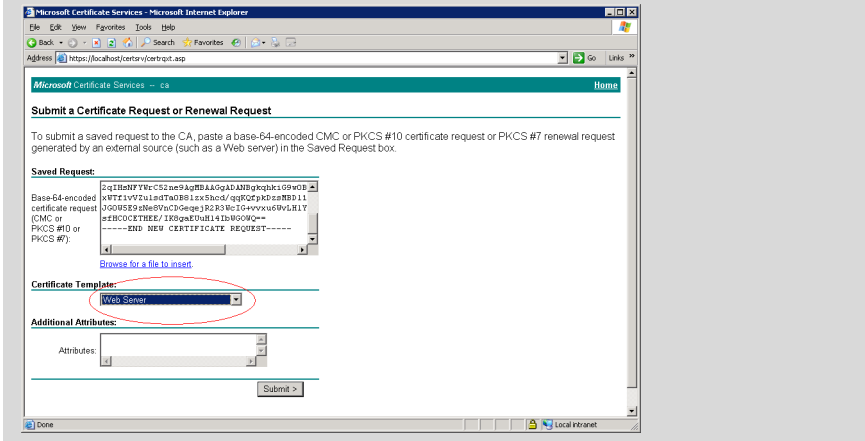 Microsoft Certificate Services - Microsoft Internet Explorer
File Edit View Favorites Tools Help
Back Search Favorites
Address https://localhost/certsrv/certrqxt.asp Go Links »
Microsoft Certificate Services -- ca Home
Submit a Certificate Request or Renewal Request
To submit a saved request to the CA, paste a base-64-encoded CMC or PKCS #10 certificate request or PKCS #7 renewal request
generated by an external source (such as a Web server) in the Saved Request box.
Saved Request:
Base-64-encoded
certificate request
(CMC or
PKCS #10 or
PKCS #7):
-----END NEW CERTIFICATE REQUEST-----
Browse for a file to insert.
Certificate Template:
Web Server
Additional Attributes:
Attributes:
Submit >
Done Local intranet